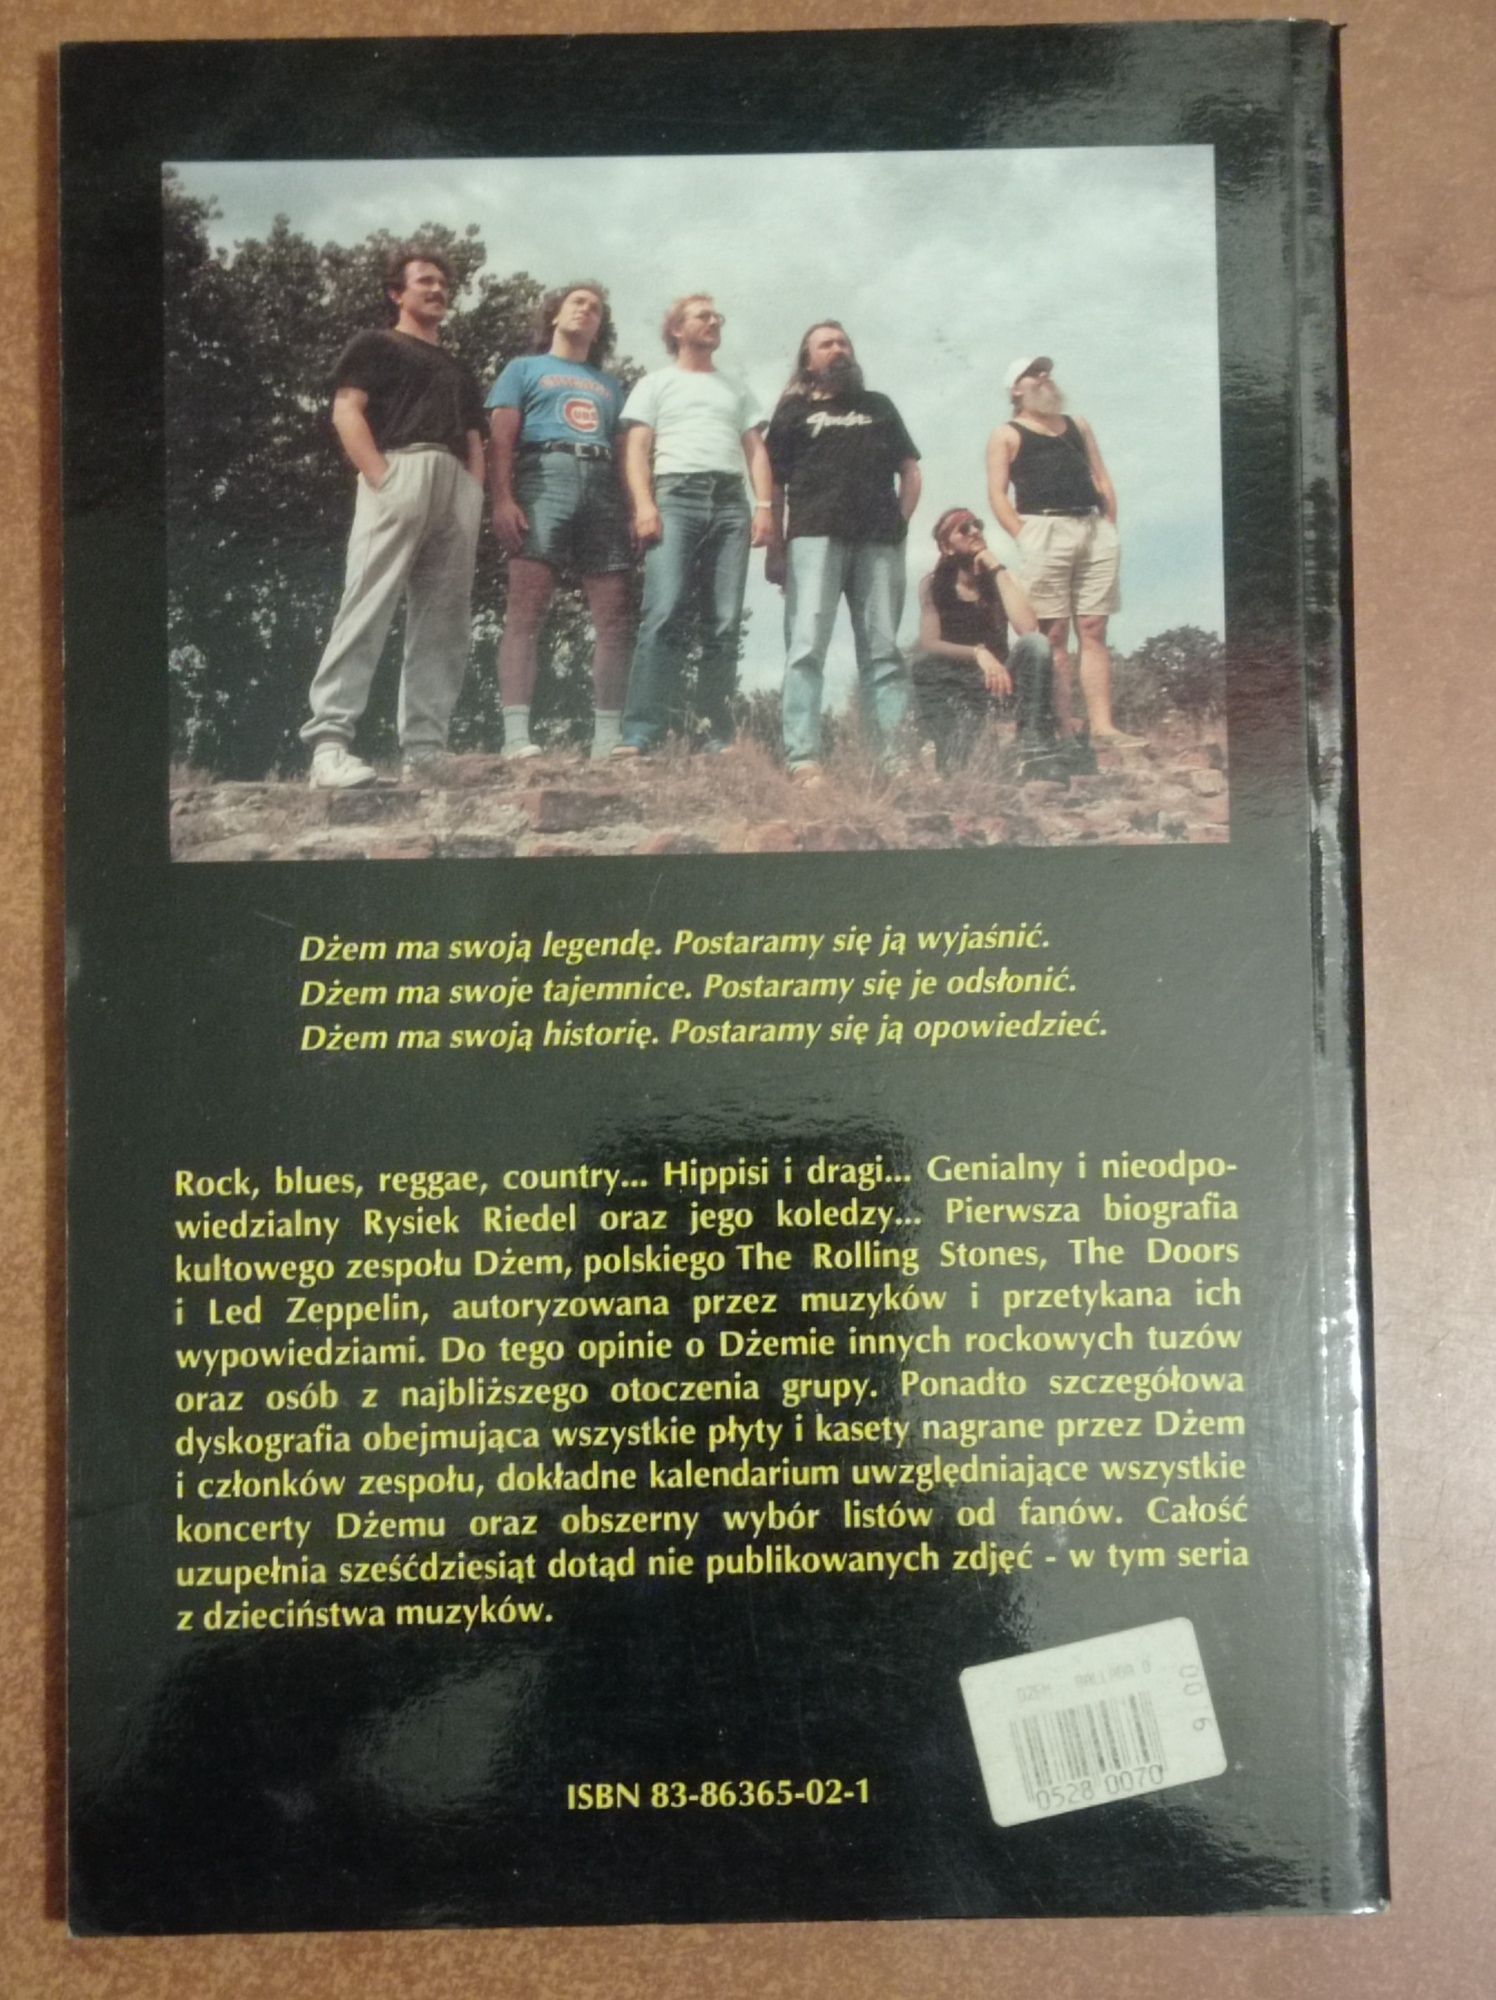 CUBS
Fender
Dżem ma swoją legendę. Postaramy się ją wyjaśnić.
Dżem ma swoje tajemnice. Postaramy się je odsłonić.
Dżem ma swoją historię. Postaramy się ją opowiedzieć.
Rock, blues, reggae, country... Hippisi i dragi... Genialny i nieodpo-
wiedzialny Rysiek Riedel oraz jego koledzy... Pierwsza biografia
kultowego zespołu Dżem, polskiego The Rolling Stones, The Doors
i Led Zeppelin, autoryzowana przez muzyków i przetykana ich
wypowiedziami. Do tego opinie o Dżemie innych rockowych tuzów
oraz osób z najbliższego otoczenia grupy. Ponadto szczegółowa
dyskografia obejmująca wszystkie płyty i kasety nagrane przez Dżem
i członków zespołu, dokładne kalendarium uwzględniające wszystkie
koncerty Dżemu oraz obszerny wybór listów od fanów. Całość
uzupełnia sześćdziesiąt dotąd nie publikowanych zdjęć - w tym seria
z dzieciństwa muzyków.
DZEM BALLADA O
0528 0070
ISBN 83-86365-02-1